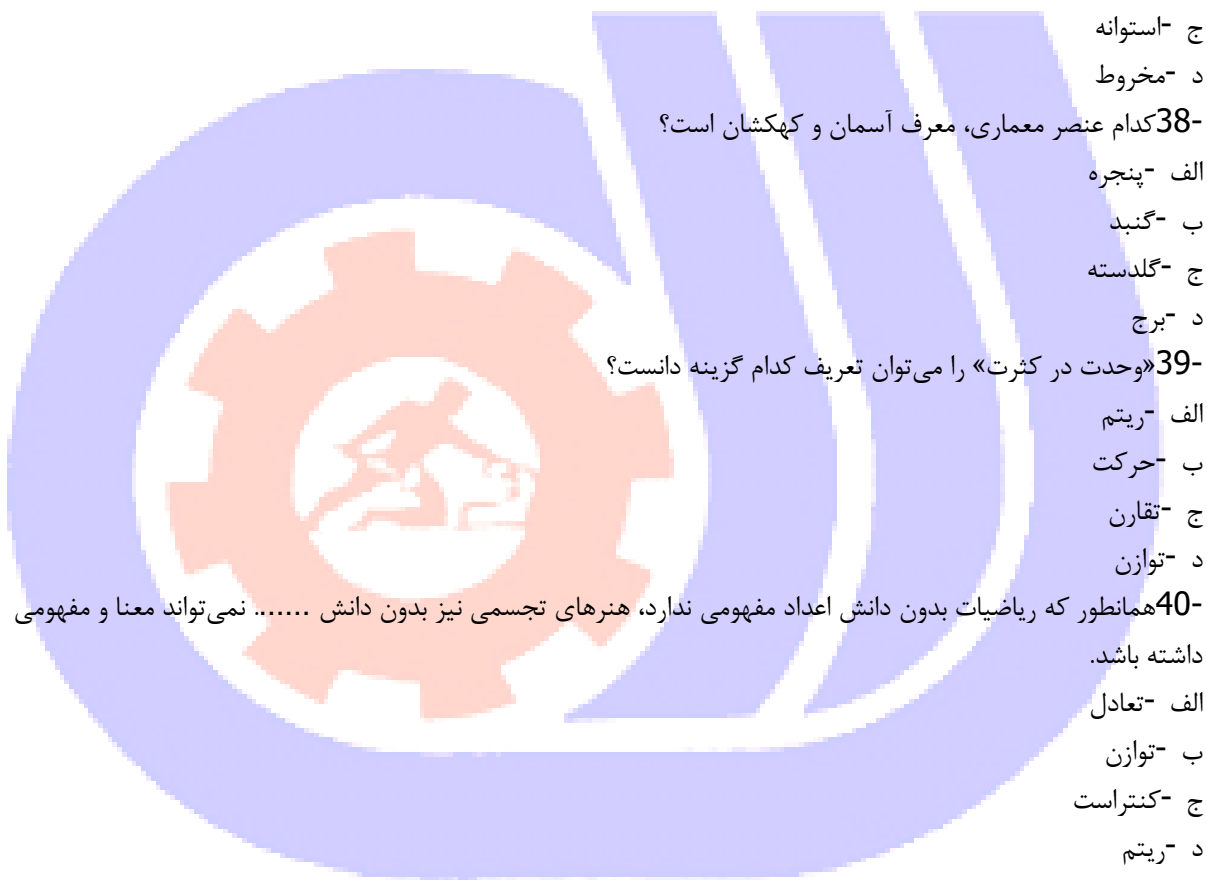 ج -استوانه
د -مخروط
38-کدام عنصر معماری، معرف آسمان و کهکشان است؟
الف -پنجره
ب -گنبد
ج -گلدسته
د -برج
39-«وحدت در کثرت» را می‌توان تعریف کدام گزینه دانست؟
الف -ریتم
ب -حرکت
ج -تقارن
د -توازن
40-همانطور که ریاضیات بدون دانش اعداد مفهومی ندارد، هنرهای تجسمی نیز بدون دانش ....... نمی‌تواند معنا و مفهومی
داشته باشد.
الف -تعادل
ب -توازن
ج -کنتراست
د -ریتم